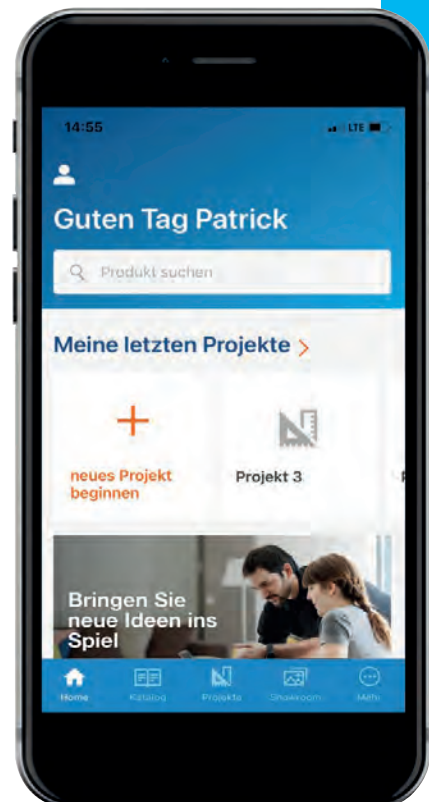 14:55
LTE
Guten Tag Patrick
Produkt suchen
Meine letzten Projekte >
neues Projekt
beginnen
Projekt 3
Bringen Sie
neue Ideen ins
Spiel
Home
Katalog
Projekte
Showroom
Mehr